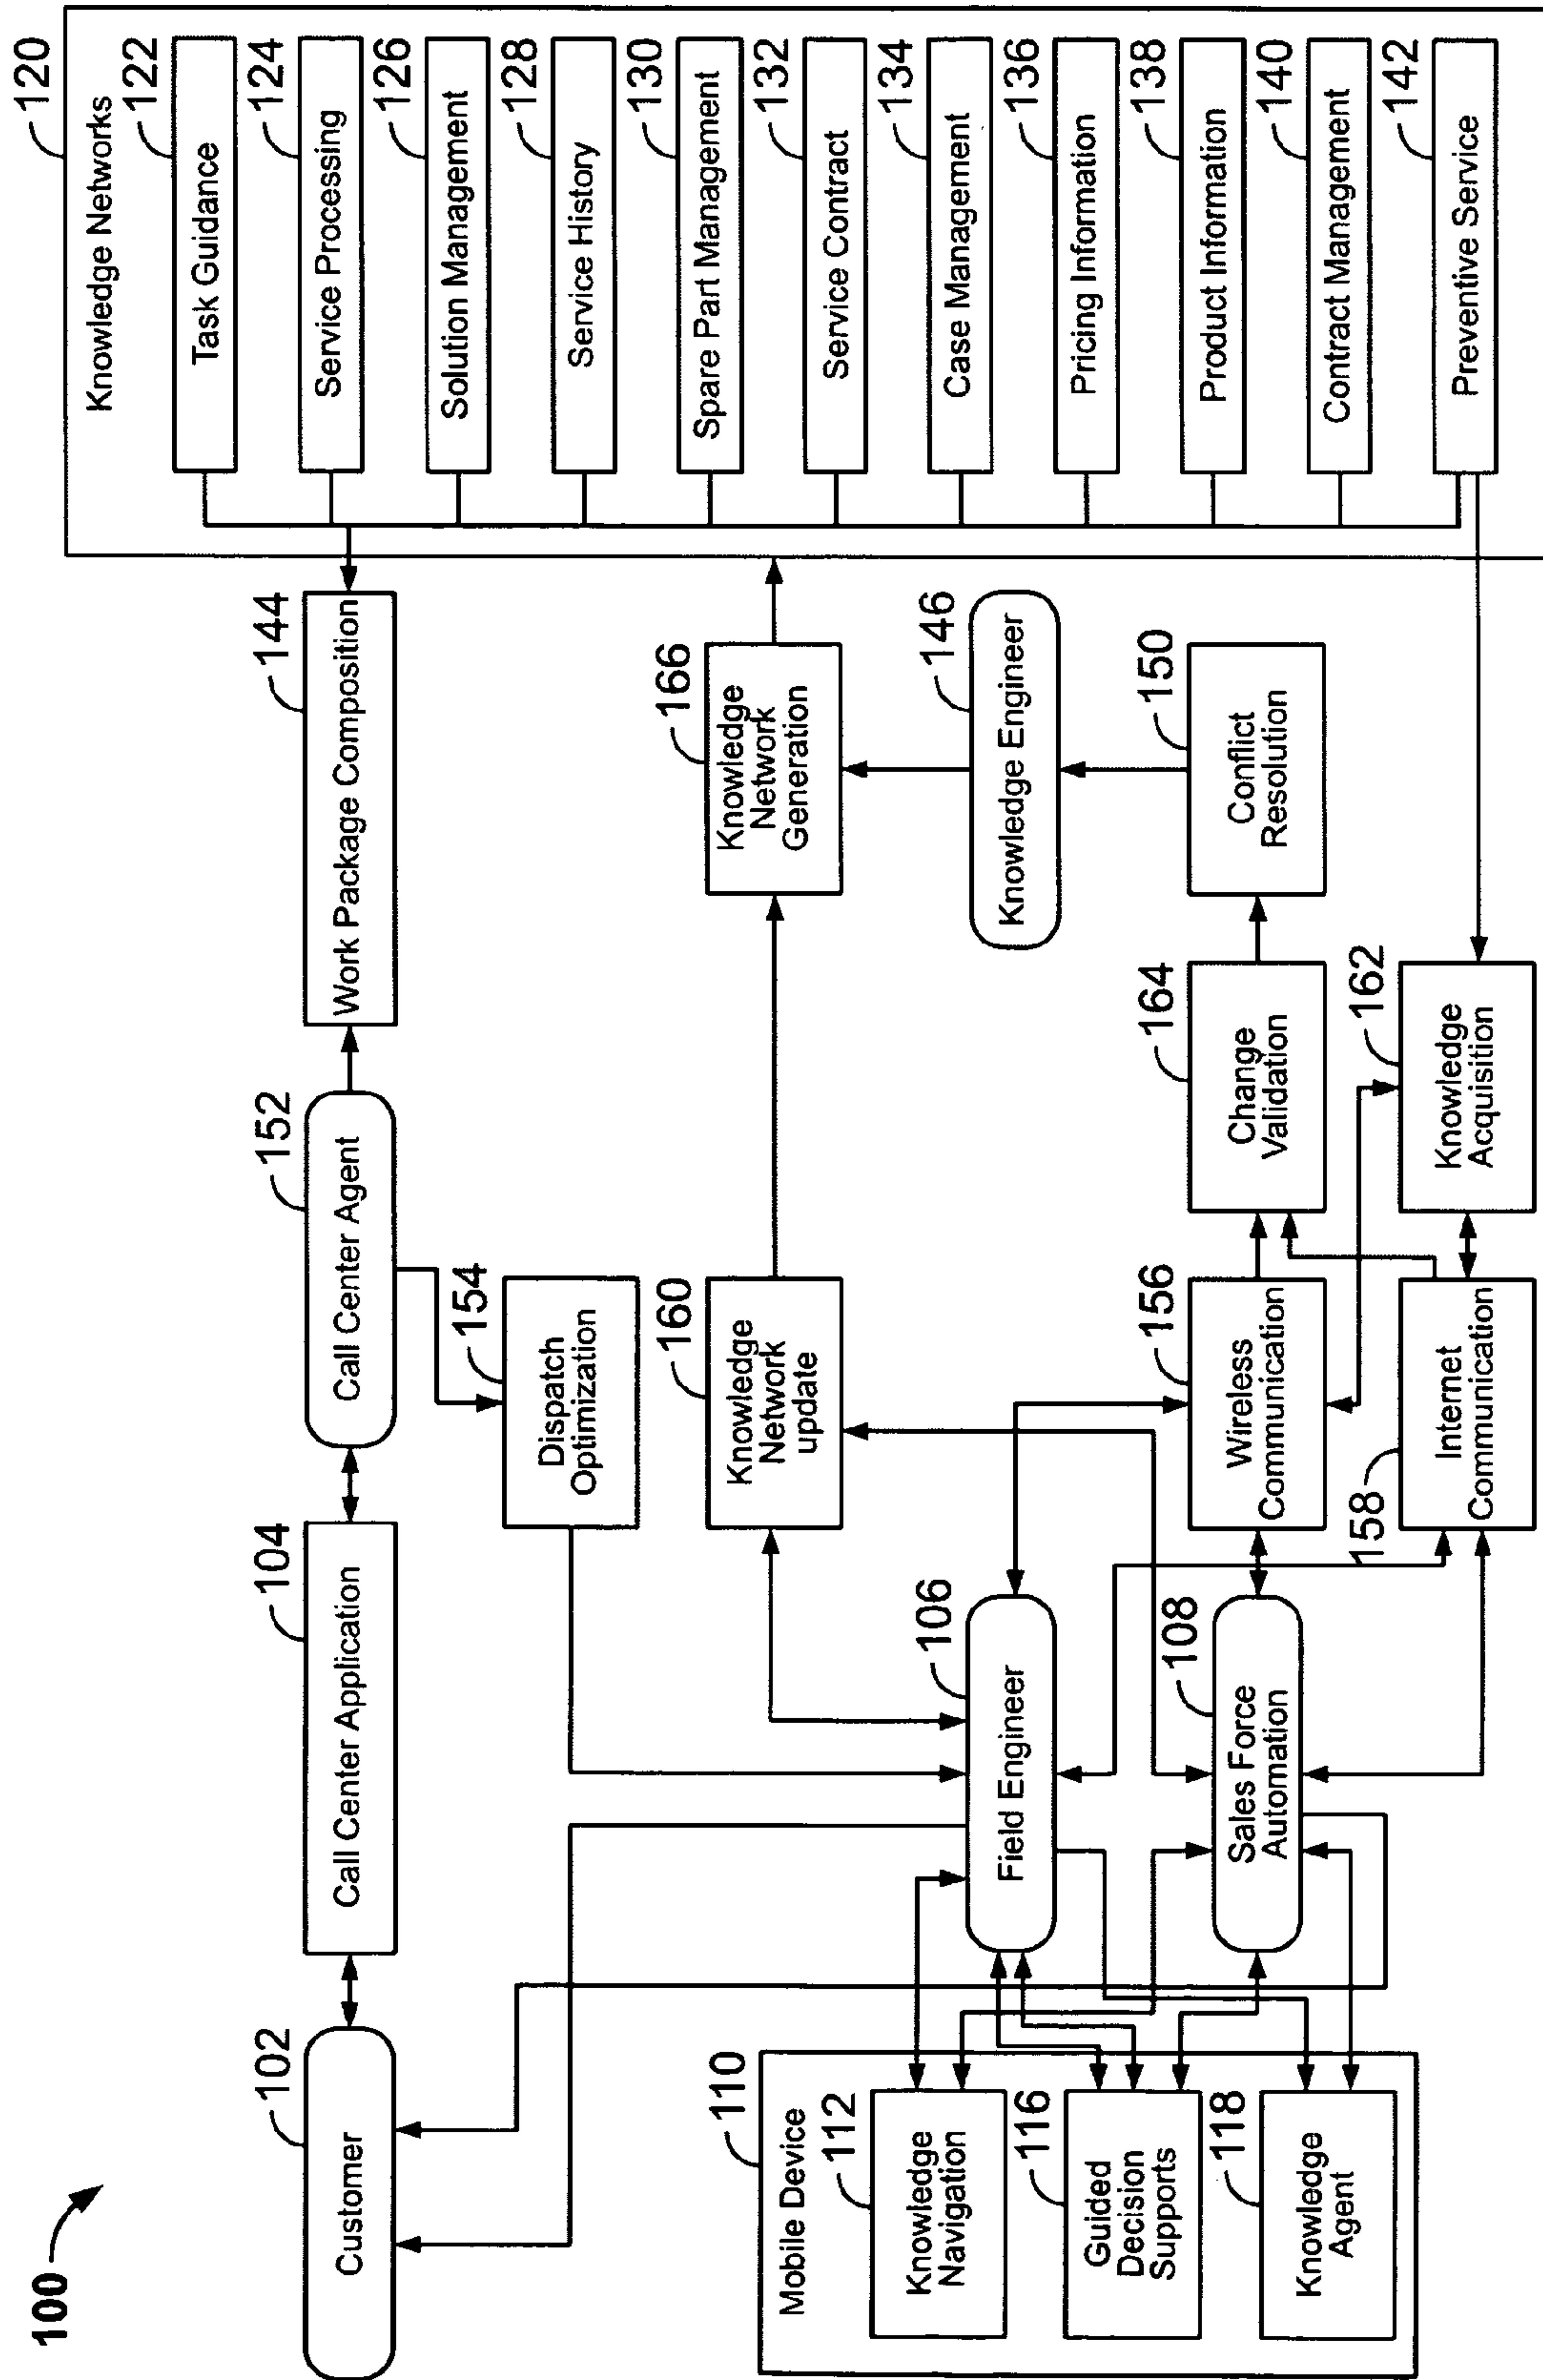 100
102
Customer
104
Call Center Application
152
Call Center Agent
144
Work Package Composition
154
Dispatch
Optimization
160
Knowledge
Network
update
166
Knowledge
Network
Generation
146
Knowledge Engineer
106
Field Engineer
108
Sales Force
Automation
156
Wireless
Communication
158
Internet
Communication
164
Change
Validation
150
Conflict
Resolution
162
Knowledge
Acquisition
110
Mobile Device
112
Knowledge
Navigation
116
Guided
Decision
Supports
118
Knowledge
Agent
120
Knowledge Networks
122
Task Guidance
124
Service Processing
126
Solution Management
128
Service History
130
Spare Part Management
132
Service Contract
134
Case Management
136
Pricing Information
138
Product Information
140
Contract Management
142
Preventive Service